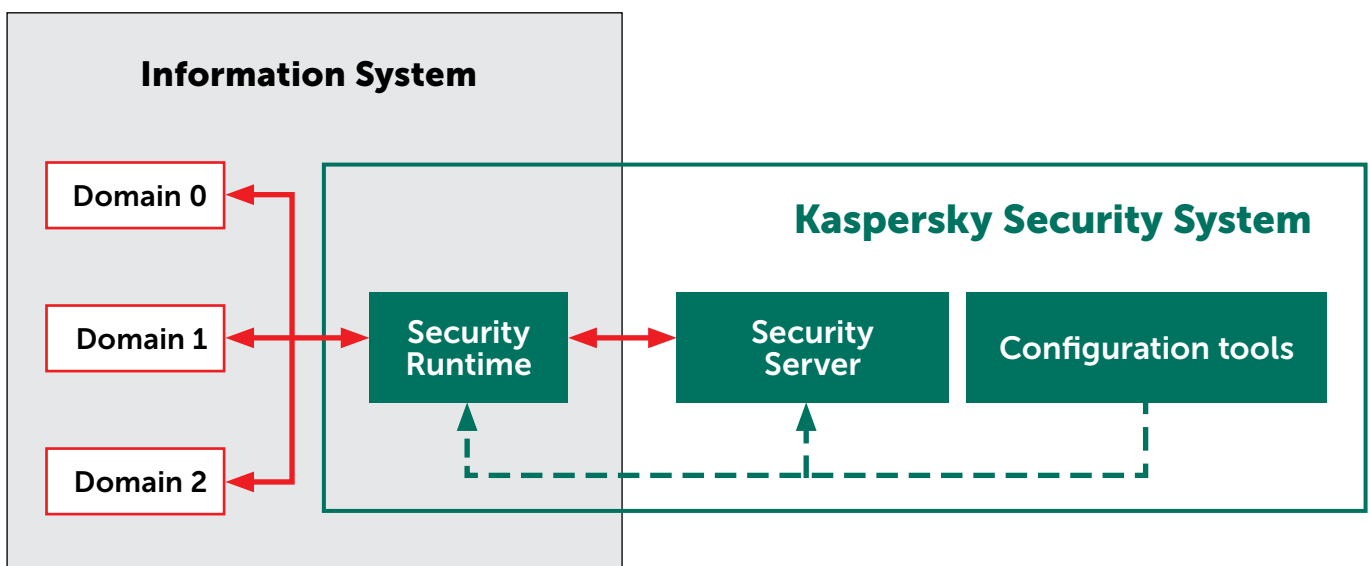 Information System
Domain 0
Kaspersky Security System
Domain 1
Security
Runtime
Security
Server
Configuration tools
Domain 2